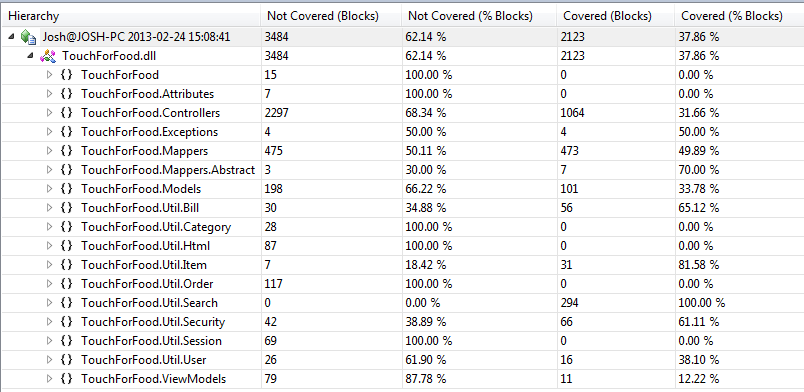 Hierarchy Not Covered (Blocks) Not Covered (% Blocks) Covered (Blocks) Covered (% Blocks)
Josh@JOSH-PC 2013-02-24 15:08:41 3484 62.14 % 2123 37.86 %
TouchForFood.dll 3484 62.14 % 2123 37.86 %
{ } TouchForFood 15 100.00 % 0 0.00 %
{ } TouchForFood.Attributes 7 100.00 % 0 0.00 %
{ } TouchForFood.Controllers 2297 68.34 % 1064 31.66 %
{ } TouchForFood.Exceptions 4 50.00 % 4 50.00 %
{ } TouchForFood.Mappers 475 50.11 % 473 49.89 %
{ } TouchForFood.Mappers.Abstract 3 30.00 % 7 70.00 %
{ } TouchForFood.Models 198 66.22 % 101 33.78 %
{ } TouchForFood.Util.Bill 30 34.88 % 56 65.12 %
{ } TouchForFood.Util.Category 28 100.00 % 0 0.00 %
{ } TouchForFood.Util.Html 87 100.00 % 0 0.00 %
{ } TouchForFood.Util.Item 7 18.42 % 31 81.58 %
{ } TouchForFood.Util.Order 117 100.00 % 0 0.00 %
{ } TouchForFood.Util.Search 0 0.00 % 294 100.00 %
{ } TouchForFood.Util.Security 42 38.89 % 66 61.11 %
{ } TouchForFood.Util.Session 69 100.00 % 0 0.00 %
{ } TouchForFood.Util.User 26 61.90 % 16 38.10 %
{ } TouchForFood.ViewModels 79 87.78 % 11 12.22 %